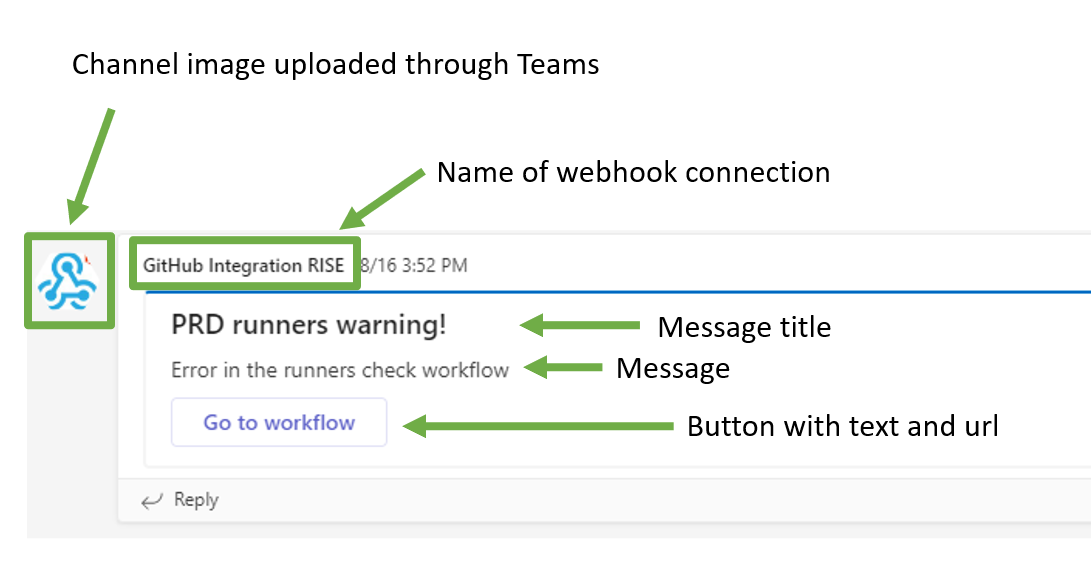 Channel image uploaded through Teams
Name of webhook connection
GitHub Integration RISE 8/16 3:52 PM
PRD runners warning!
Message title
Error in the runners check workflow
Message
Go to workflow
Button with text and url
Reply